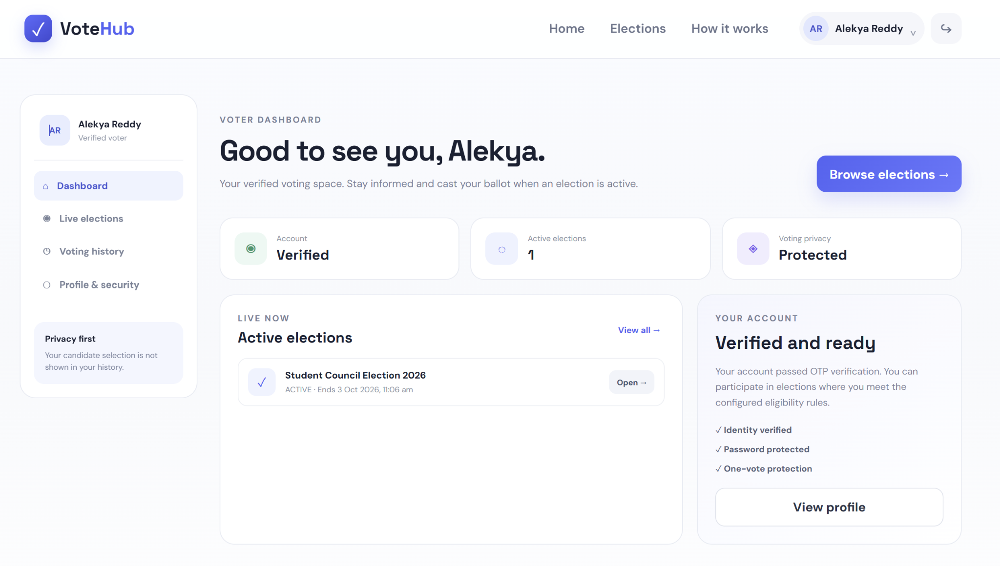 ✓ VoteHub
Home
Elections
How it works
AR Alekya Reddy v
AR
Alekya Reddy
Verified voter
Dashboard
Live elections
Voting history
Profile & security
Privacy first
Your candidate selection is not
shown in your history.
VOTER DASHBOARD
Good to see you, Alekya.
Your verified voting space. Stay informed and cast your ballot when an election is active.
Browse elections →
Account
Verified
Active elections
1
Voting privacy
Protected
LIVE NOW
Active elections
View all →
Student Council Election 2026
ACTIVE · Ends 3 Oct 2026, 11:06 am
Open →
YOUR ACCOUNT
Verified and ready
Your account passed OTP verification. You can
participate in elections where you meet the
configured eligibility rules.
✓ Identity verified
✓ Password protected
✓ One-vote protection
View profile